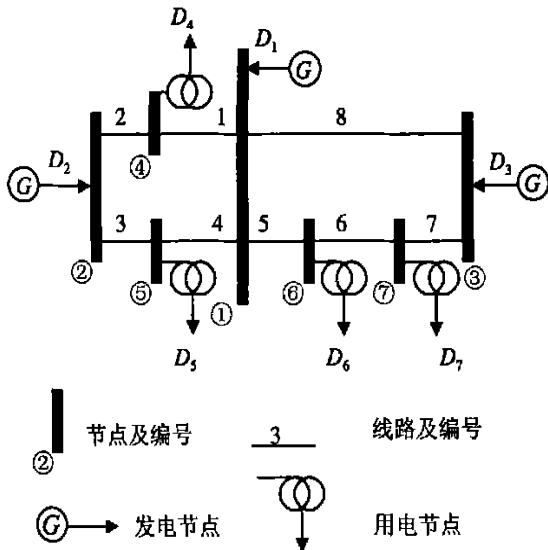 D₄
D₁
G
2
1
8
④
G
D₂
D₃
G
3
4
5
6
7
②
⑤
①
⑥
⑦
③
D₅
D₆
D₇
② 节点及编号
3 线路及编号
G 发电节点
用电节点